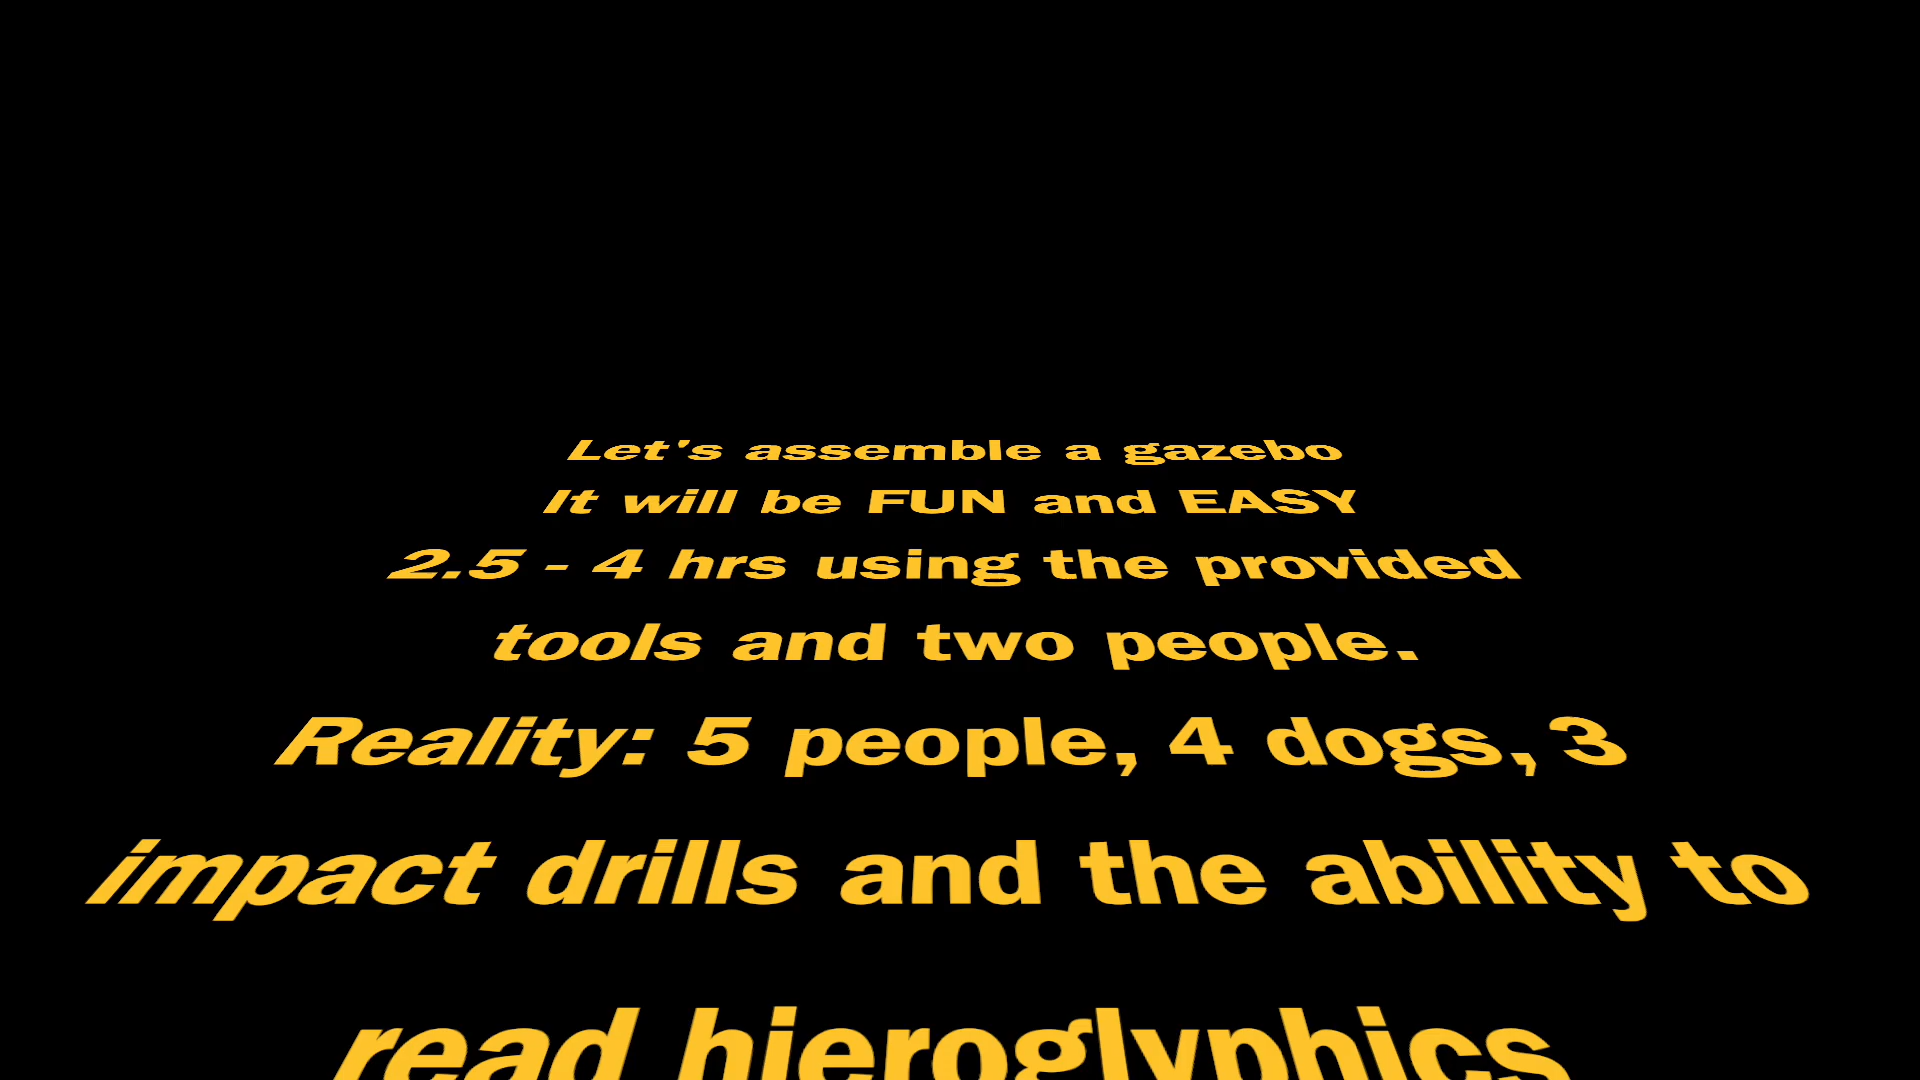 Let's assemble a gazebo
It will be FUN and EASY
2.5 - 4 hrs using the provided
tools and two people.
Reality: 5 people, 4 dogs, 3
impact drills and the ability to
read hieroglyphics